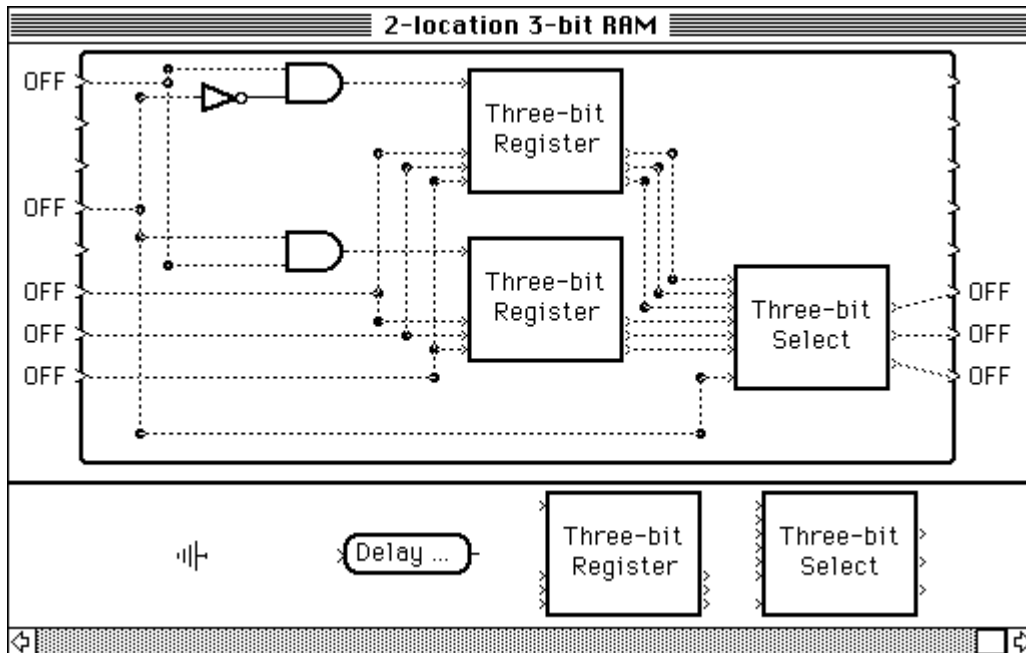 2-location 3-bit RAM
OFF
Three-bit
Register
OFF
Three-bit
Register
OFF
OFF
OFF
Three-bit
Select
OFF
OFF
OFF
Delay ...
Three-bit
Register
Three-bit
Select